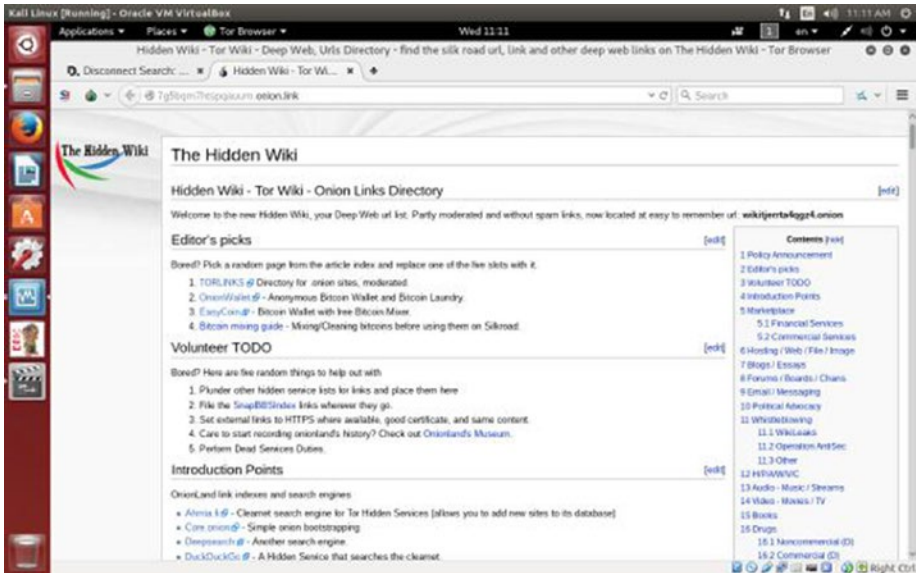 Kali Linux [Running] - Oracle VM VirtualBox
En 11:11 AM
Applications Places Tor Browser Wed 11:11 1 en
Hidden Wiki - Tor Wiki - Deep Web, Urls Directory - find the silk road url, link and other deep web links on The Hidden Wiki - Tor Browser
Disconnect Search: ... Hidden Wiki - Tor Wi...
onion.link Search
The Hidden Wiki
The Hidden Wiki
Hidden Wiki - Tor Wiki - Onion Links Directory [edit]
Welcome to the new Hidden Wiki, your Deep Web url list. Partly moderated and without spam links, now located at easy to remember url: wikitjerrta4qgz4.onion
Editor's picks [edit]
Bored? Pick a random page from the article index and replace one of the five slots with it.
1. TORLINKS Directory for .onion sites, moderated.
2. OnionWallet - Anonymous Bitcoin Wallet and Bitcoin Laundry.
3. EasyCoin - Bitcoin Wallet with free Bitcoin Mixer.
4. Bitcoin mixing guide - Mixing/Cleaning bitcoins before using them on Silkroad.
Volunteer TODO [edit]
Bored? Here are five random things to help out with
1. Plunder other hidden service lists for links and place them here
2. File the SnapBBSIndex links wherever they go.
3. Set external links to HTTPS where available, good certificate, and same content.
4. Care to start recording onionland's history? Check out Onionland's Museum.
5. Perform Dead Services Duties.
Introduction Points [edit]
OnionLand link indexes and search engines
Ahmia.fi - Clearnet search engine for Tor Hidden Services (allows you to add new sites to its database)
Core.onion - Simple onion bootstrapping
Deepsearch - Another search engine.
DuckDuckGo - A Hidden Service that searches the clearnet.
Contents [hide]
1 Policy Announcement
2 Editor's picks
3 Volunteer TODO
4 Introduction Points
5 Marketplace
5.1 Financial Services
5.2 Commercial Services
6 Hosting / Web / File / Image
7 Blogs / Essays
8 Forums / Boards / Chans
9 Email / Messaging
10 Political Advocacy
11 Whistleblowing
11.1 WikiLeaks
11.2 Operation AntiSec
11.3 Other
12 H/P/A/W/V/C
13 Audio - Music / Streams
14 Video - Movies / TV
15 Books
16 Drugs
16.1 Noncommercial (D)
16.2 Commercial (D)
Right Ctrl